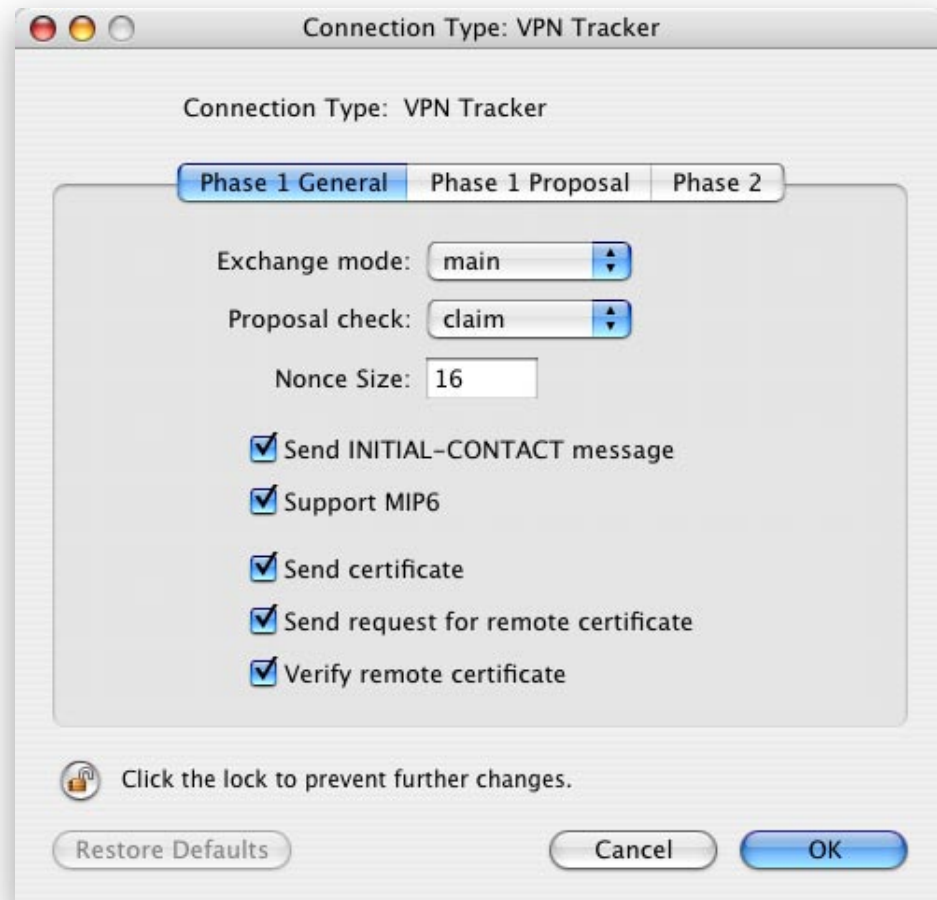 Connection Type: VPN Tracker
Connection Type: VPN Tracker
Phase 1 General Phase 1 Proposal Phase 2
Exchange mode: main
Proposal check: claim
Nonce Size: 16
Send INITIAL-CONTACT message
Support MIP6
Send certificate
Send request for remote certificate
Verify remote certificate
Click the lock to prevent further changes.
Restore Defaults Cancel OK